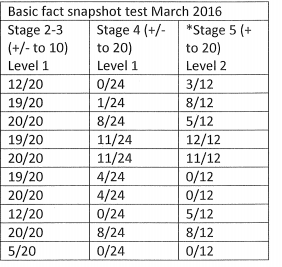 Basic fact snapshot test March 2016
Stage 2-3 Stage 4 (+/- *Stage 5 (+
(+/- to 10) to 20) to 20)
Level 1 Level 1 Level 2
12/20 0/24 3/12
19/20 1/24 8/12
20/20 8/24 5/12
19/20 11/24 12/12
20/20 11/24 11/12
19/20 4/24 0/12
20/20 4/24 0/12
12/20 0/24 5/12
20/20 8/24 8/12
5/20 0/24 0/12